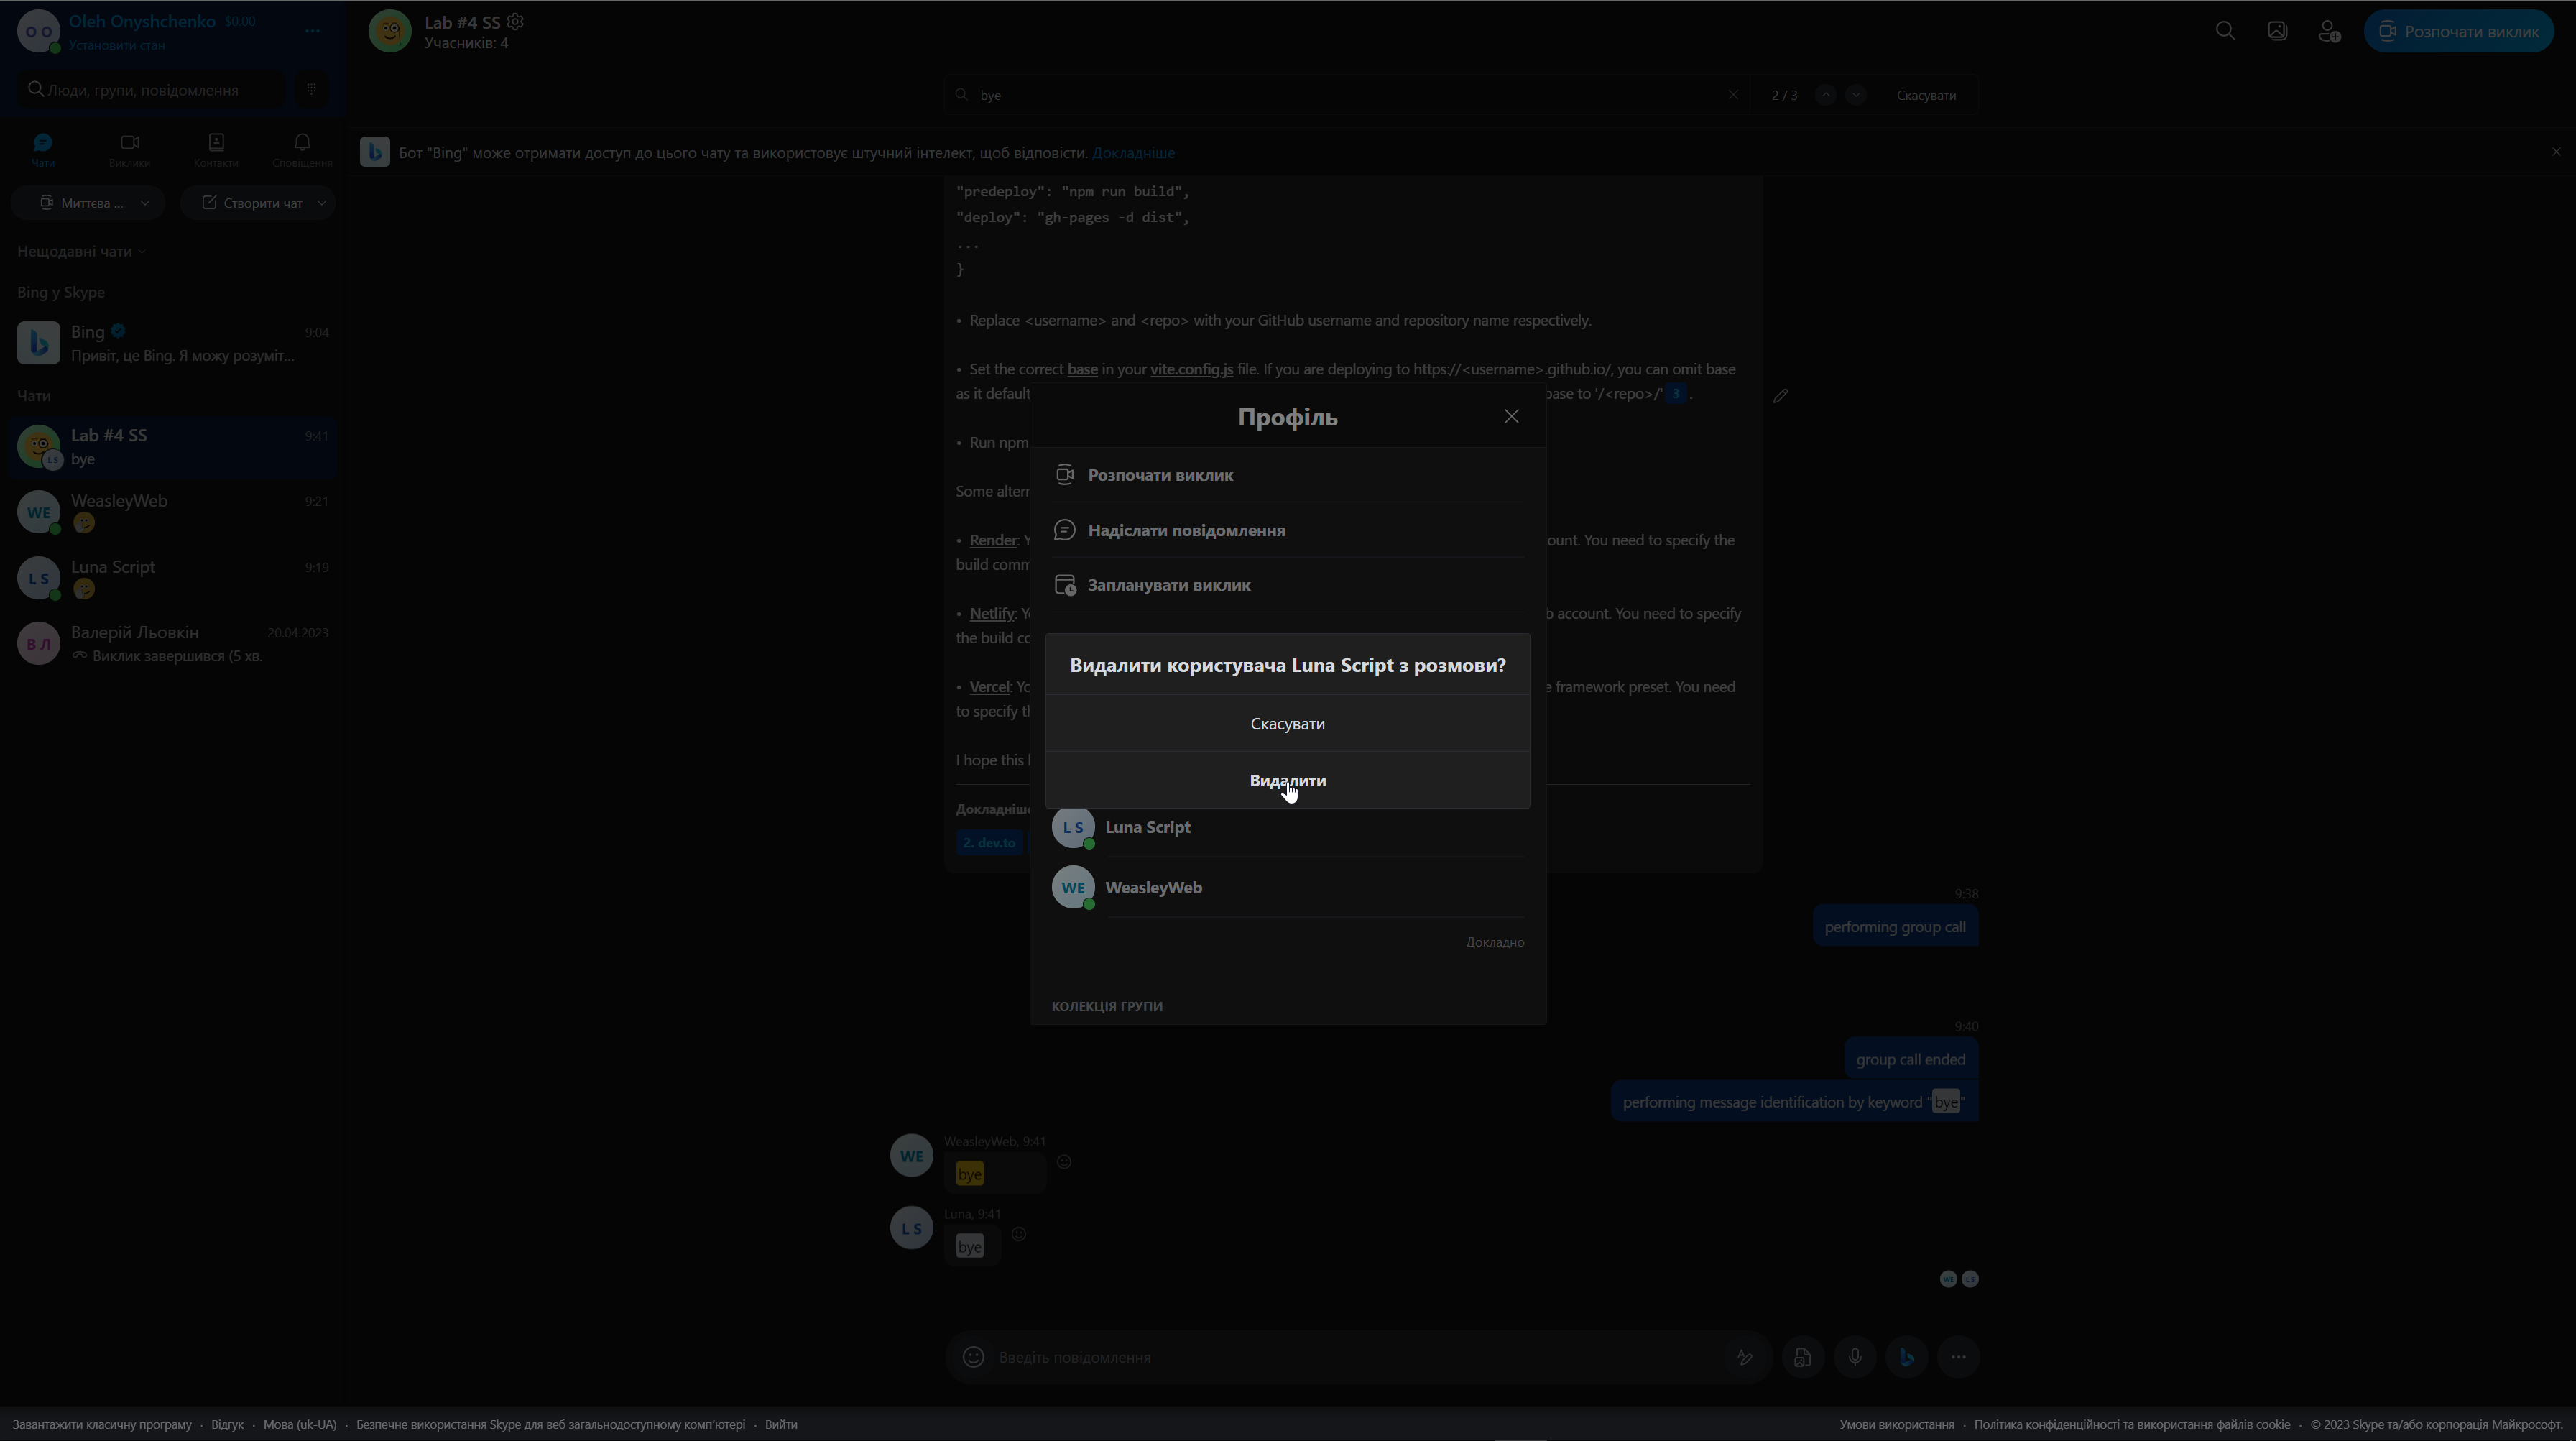 Oleh Onyshchenko $0.00
Установити стан
Люди, групи, повідомлення
Чати
Виклики
Контакти
Сповіщення
Миттєва ...
Створити чат
Нещодавні чати
Bing у Skype
Bing 9:04
Привіт, це Bing. Я можу розуміт...
Чати
Lab #4 SS 9:41
bye
WeasleyWeb 9:21
Luna Script 9:19
Валерій Льовкін 20.04.2023
Виклик завершився (5 хв.
OO
WE
LS
ВЛ
Lab #4 SS
Учасників: 4
Розпочати виклик
bye
2 / 3
Скасувати
Бот "Bing" може отримати доступ до цього чату та використовує штучний інтелект, щоб відповісти. Докладніше
"predeploy": "npm run build",
"deploy": "gh-pages -d dist",
...
}
• Replace <username> and <repo> with your GitHub username and repository name respectively.
• Set the correct base in your vite.config.js file. If you are deploying to https://<username>.github.io/, you can omit base
as it default
base to '/<repo>/' 3 .
• Run npm
Some altern
• Render: Y
ount. You need to specify the
build comm
• Netlify: Y
b account. You need to specify
the build co
• Vercel: Yo
e framework preset. You need
to specify t
I hope this
Докладніше
2. dev.to
Профіль
Розпочати виклик
Надіслати повідомлення
Запланувати виклик
Видалити користувача Luna Script з розмови?
Скасувати
Видалити
LS Luna Script
WE WeasleyWeb
Докладно
КОЛЕКЦІЯ ГРУПИ
9:38
performing group call
9:40
group call ended
performing message identification by keyword "bye"
WeasleyWeb, 9:41
WE
bye
Luna, 9:41
LS
bye
WE LS
Введіть повідомлення
Завантажити класичну програму · Відгук · Мова (uk-UA) · Безпечне використання Skype для веб загальнодоступному комп'ютері · Вийти
Умови використання · Політика конфіденційності та використання файлів cookie · © 2023 Skype та/або корпорація Майкрософт.